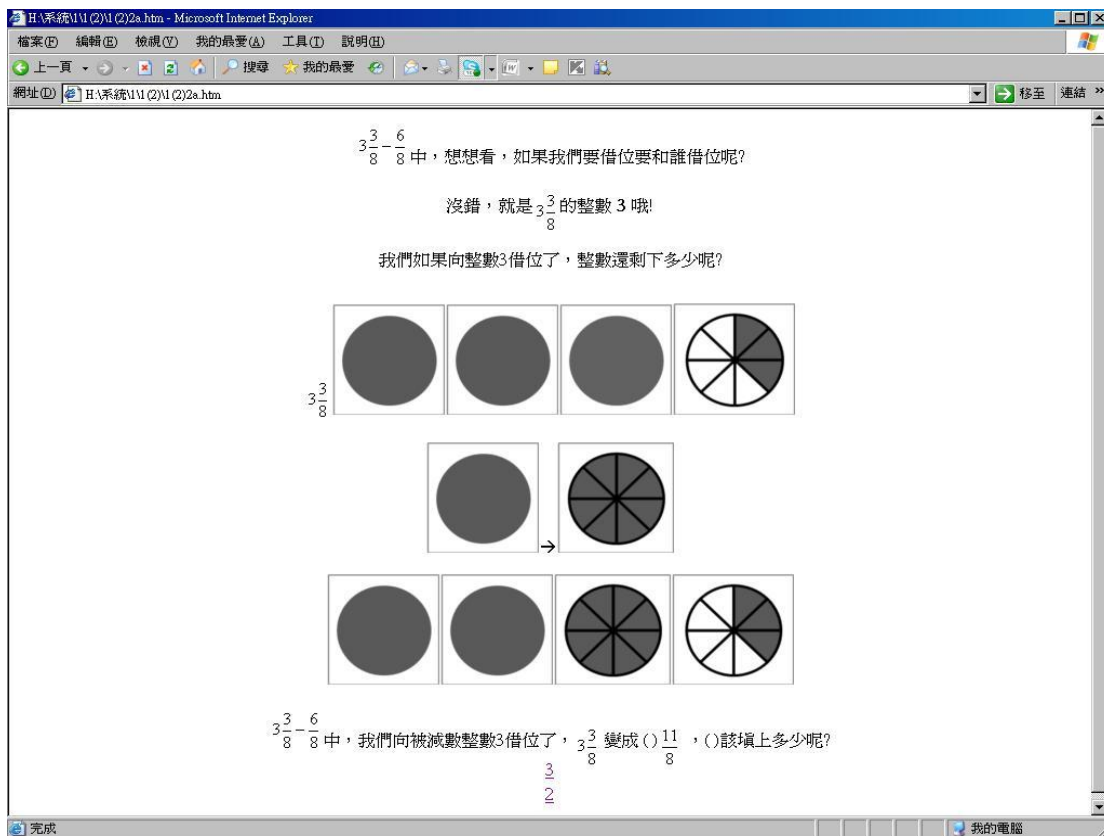 H:\系統\1\1(2)\1(2)2a.htm - Microsoft Internet Explorer
檔案(F) 編輯(E) 檢視(V) 我的最愛(A) 工具(T) 說明(H)
上一頁 搜尋 我的最愛
網址(D) H:\系統\1\1(2)\1(2)2a.htm 移至 連結 »
3 3/8 - 6/8 中，想想看，如果我們要借位要和誰借位呢?
沒錯，就是 3 3/8 的整數 3 哦!
我們如果向整數3借位了，整數還剩下多少呢?
3 3/8
→
3 3/8 - 6/8 中，我們向被減數整數3借位了， 3 3/8 變成 ( ) 11/8 ，()該填上多少呢?
3
2
完成 我的電腦